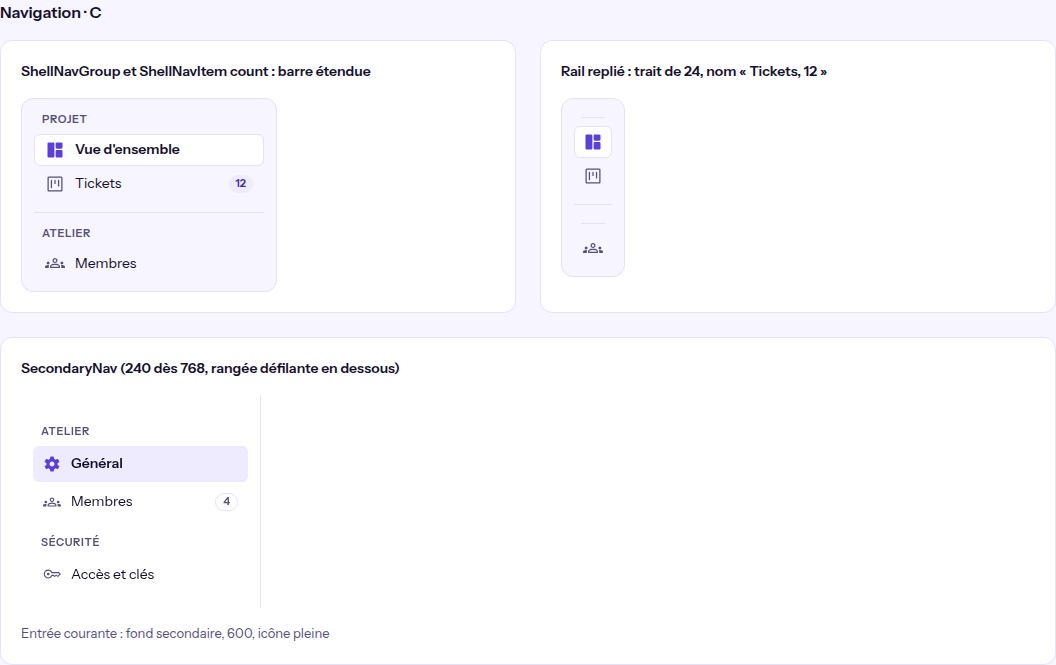 Navigation · C
ShellNavGroup et ShellNavItem count : barre étendue
PROJET
Vue d'ensemble
Tickets 12
ATELIER
Membres
Rail replié : trait de 24, nom « Tickets, 12 »
SecondaryNav (240 dès 768, rangée défilante en dessous)
ATELIER
Général
Membres 4
SÉCURITÉ
Accès et clés
Entrée courante : fond secondaire, 600, icône pleine